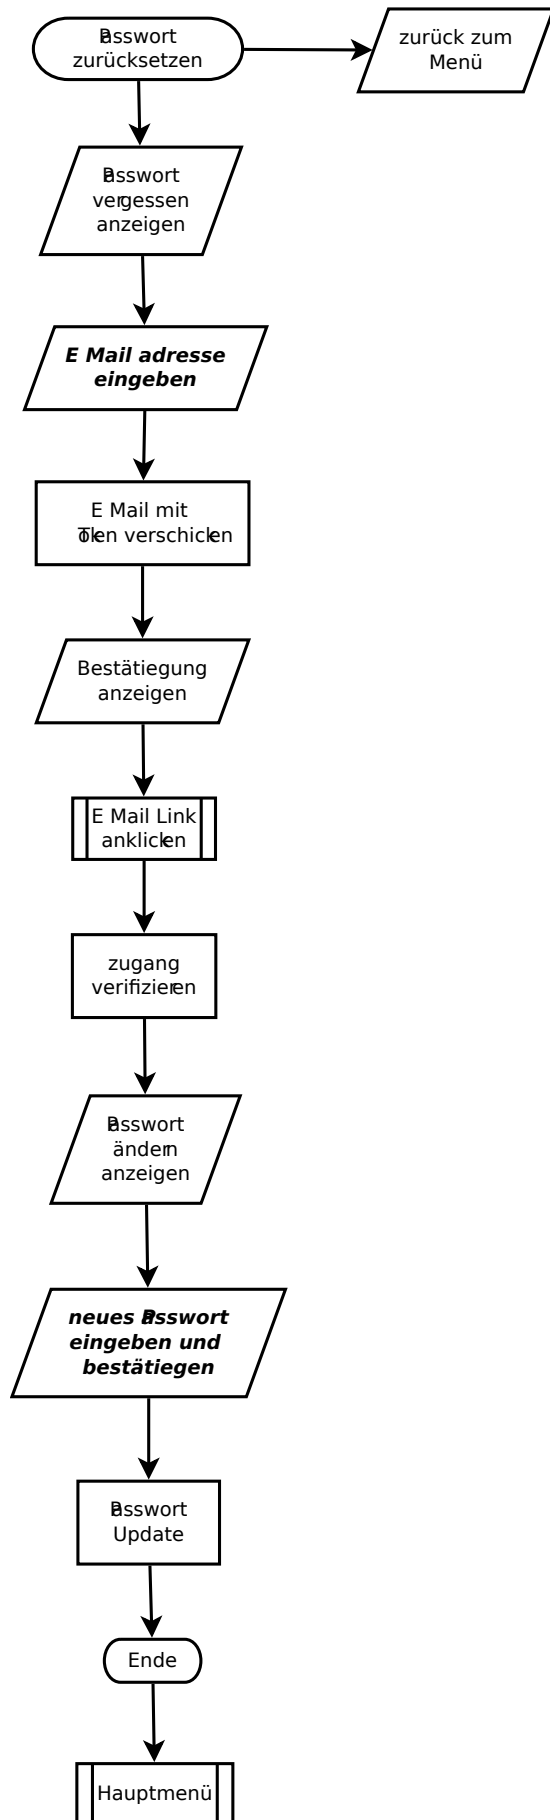 Passwort
zurücksetzen
zurück zum
Menü
Passwort
vergessen
anzeigen
E Mail adresse
eingeben
E Mail mit
Token verschicken
Bestätiegung
anzeigen
E Mail Link
anklicken
zugang
verifizieren
Passwort
ändern
anzeigen
neues Passwort
eingeben und
bestätiegen
Passwort
Update
Ende
Hauptmenü